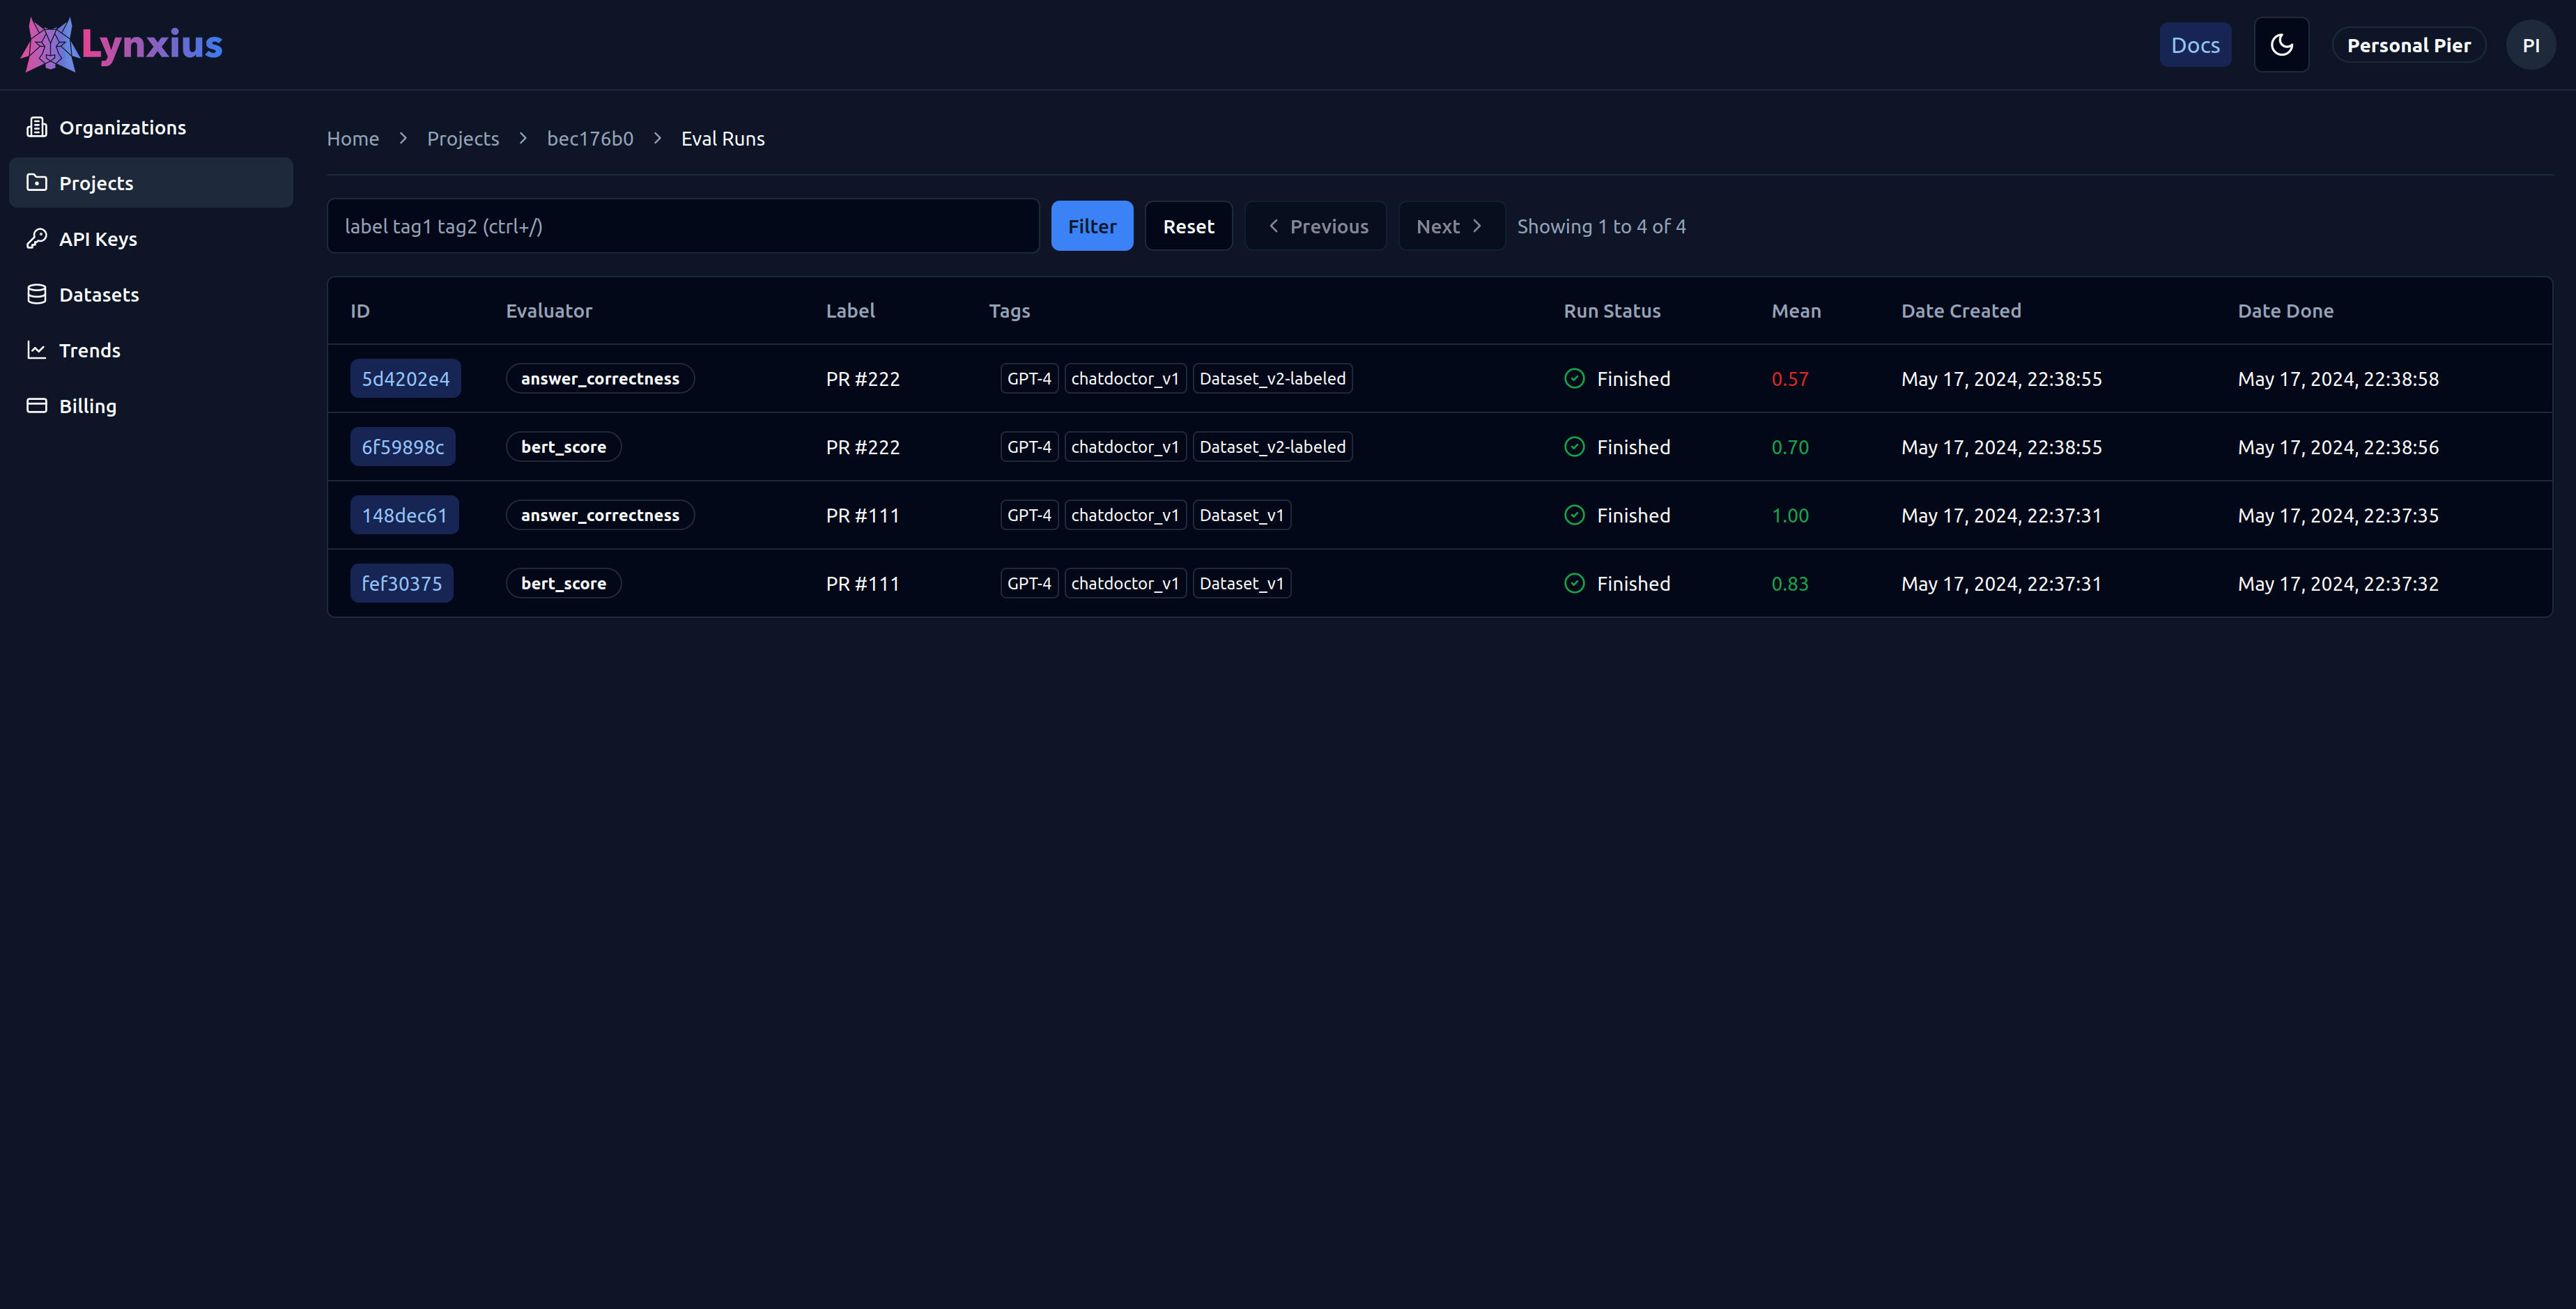 Lynxius
Docs
Personal Pier
PI
Organizations
Projects
API Keys
Datasets
Trends
Billing
Home > Projects > bec176b0 > Eval Runs
label tag1 tag2 (ctrl+/)
Filter
Reset
Previous
Next
Showing 1 to 4 of 4
ID Evaluator Label Tags Run Status Mean Date Created Date Done
5d4202e4 answer_correctness PR #222 GPT-4 chatdoctor_v1 Dataset_v2-labeled Finished 0.57 May 17, 2024, 22:38:55 May 17, 2024, 22:38:58
6f59898c bert_score PR #222 GPT-4 chatdoctor_v1 Dataset_v2-labeled Finished 0.70 May 17, 2024, 22:38:55 May 17, 2024, 22:38:56
148dec61 answer_correctness PR #111 GPT-4 chatdoctor_v1 Dataset_v1 Finished 1.00 May 17, 2024, 22:37:31 May 17, 2024, 22:37:35
fef30375 bert_score PR #111 GPT-4 chatdoctor_v1 Dataset_v1 Finished 0.83 May 17, 2024, 22:37:31 May 17, 2024, 22:37:32